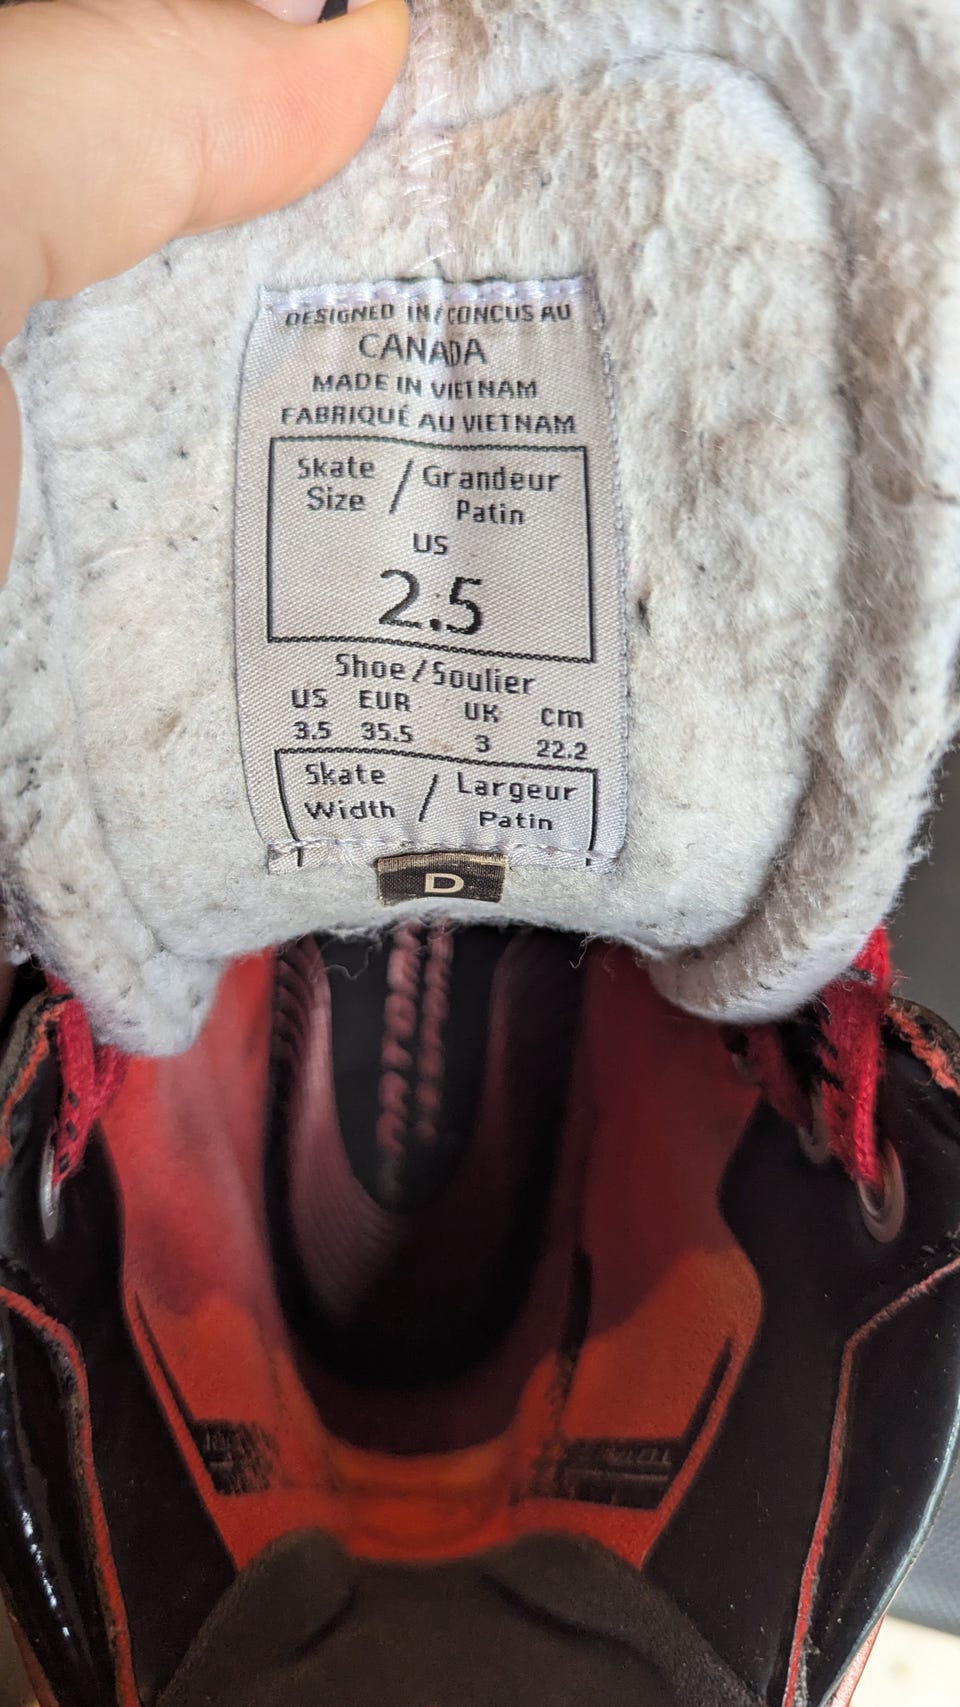 DESIGNED IN / CONCUS AU
CANADA
MADE IN VIETNAM
FABRIQUÉ AU VIETNAM
Skate Size / Grandeur Patin
US
2.5
Shoe / Soulier
US EUR UK cm
3.5 35.5 3 22.2
Skate Width / Largeur Patin
D